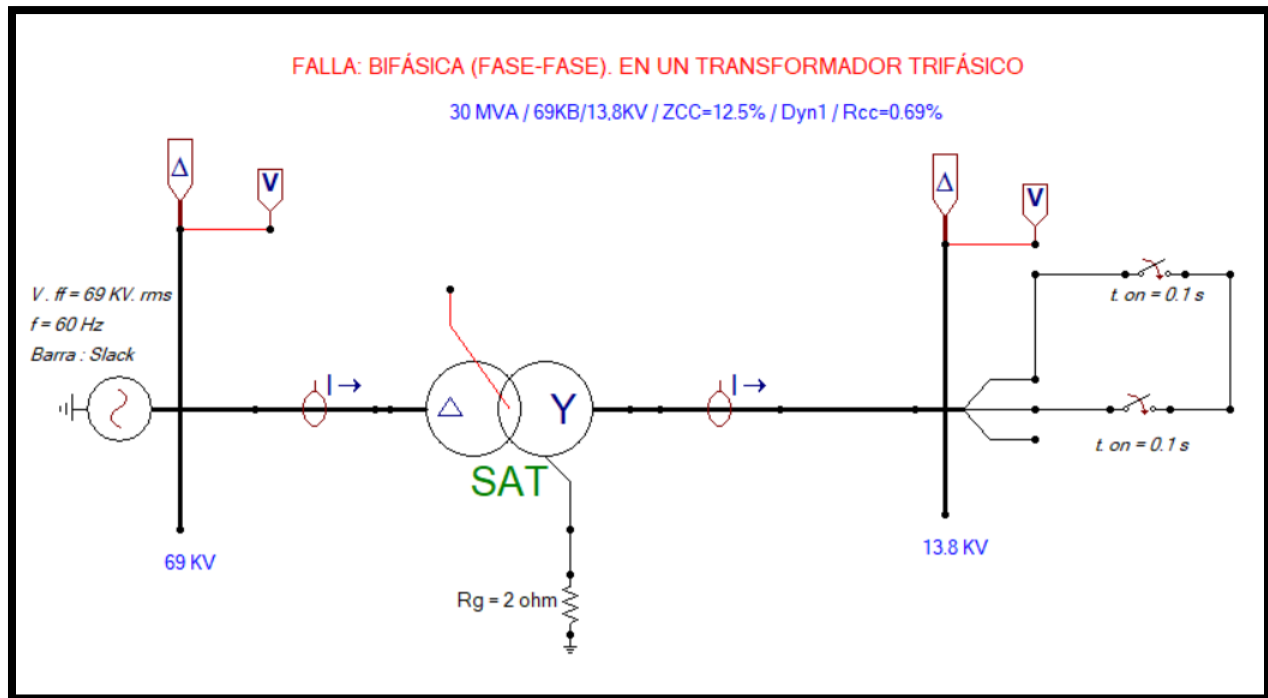 FALLA: BIFÁSICA (FASE-FASE). EN UN TRANSFORMADOR TRIFÁSICO
30 MVA / 69KB/13,8KV / ZCC=12.5% / Dyn1 / Rcc=0.69%
Δ
V
Δ
V
V . ff = 69 KV. rms
f = 60 Hz
Barra : Slack
t. on = 0.1 s
I →
Δ
Y
I →
t. on = 0.1 s
SAT
69 KV
13.8 KV
Rg = 2 ohm